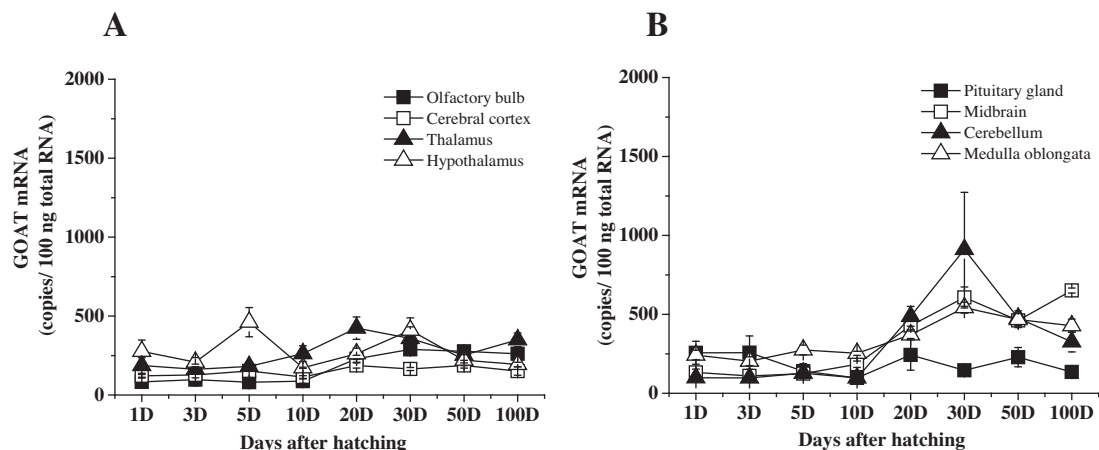 A
GOAT mRNA
(copies/ 100 ng total RNA)
2000
1500
1000
500
0
Olfactory bulb
Cerebral cortex
Thalamus
Hypothalamus
1D 3D 5D 10D 20D 30D 50D 100D
Days after hatching
B
GOAT mRNA
(copies/ 100 ng total RNA)
2000
1500
1000
500
0
Pituitary gland
Midbrain
Cerebellum
Medulla oblongata
1D 3D 5D 10D 20D 30D 50D 100D
Days after hatching